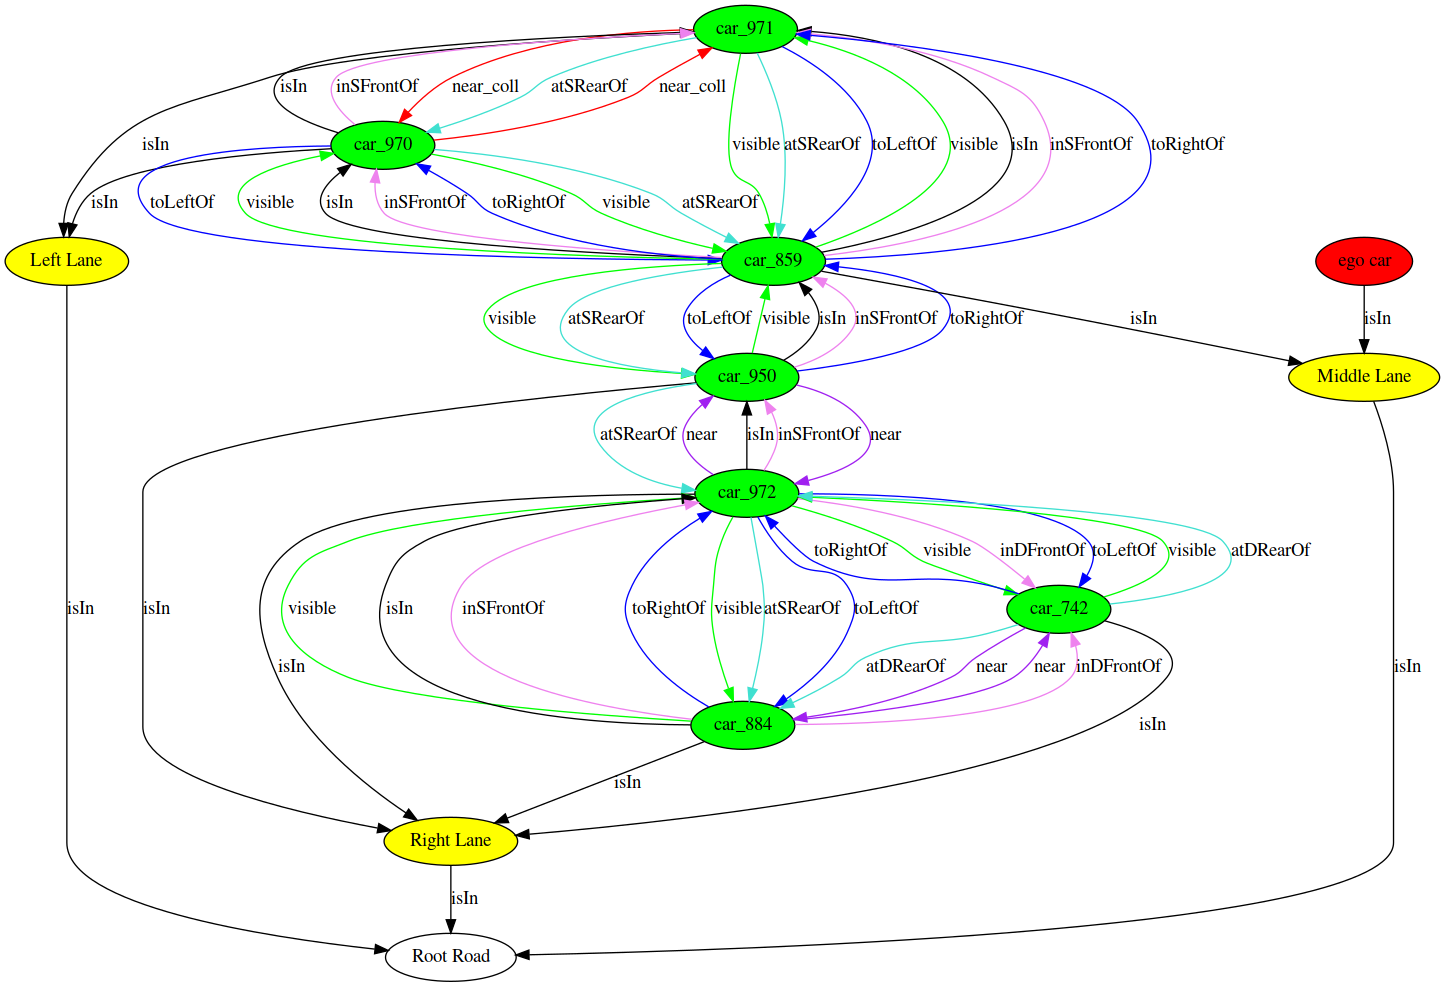 car_971
isIn
inSFrontOf
near_coll
atSRearOf
near_coll
isIn
car_970
visible
atSRearOf
toLeftOf
visible
isIn
inSFrontOf
toRightOf
isIn
toLeftOf
visible
isIn
inSFrontOf
toRightOf
visible
atSRearOf
Left Lane
car_859
ego car
visible
atSRearOf
toLeftOf
visible
isIn
inSFrontOf
toRightOf
isIn
isIn
car_950
Middle Lane
atSRearOf
near
isIn
inSFrontOf
near
car_972
toRightOf
visible
inDFrontOf
toLeftOf
visible
atDRearOf
isIn
isIn
visible
isIn
inSFrontOf
toRightOf
visible
atSRearOf
toLeftOf
car_742
isIn
atDRearOf
near
near
inDFrontOf
isIn
car_884
isIn
isIn
Right Lane
isIn
Root Road